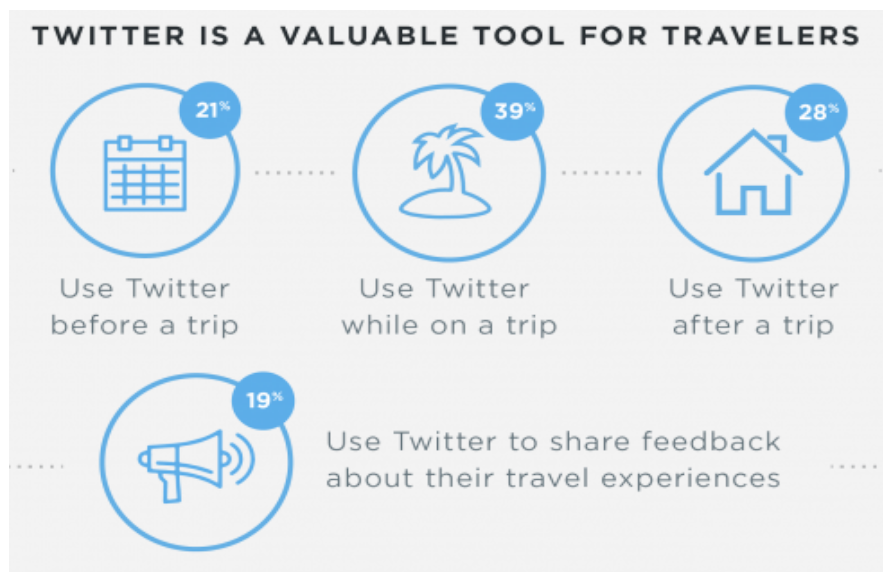 TWITTER IS A VALUABLE TOOL FOR TRAVELERS
21%
39%
28%
Use Twitter
before a trip
Use Twitter
while on a trip
Use Twitter
after a trip
19%
Use Twitter to share feedback
about their travel experiences